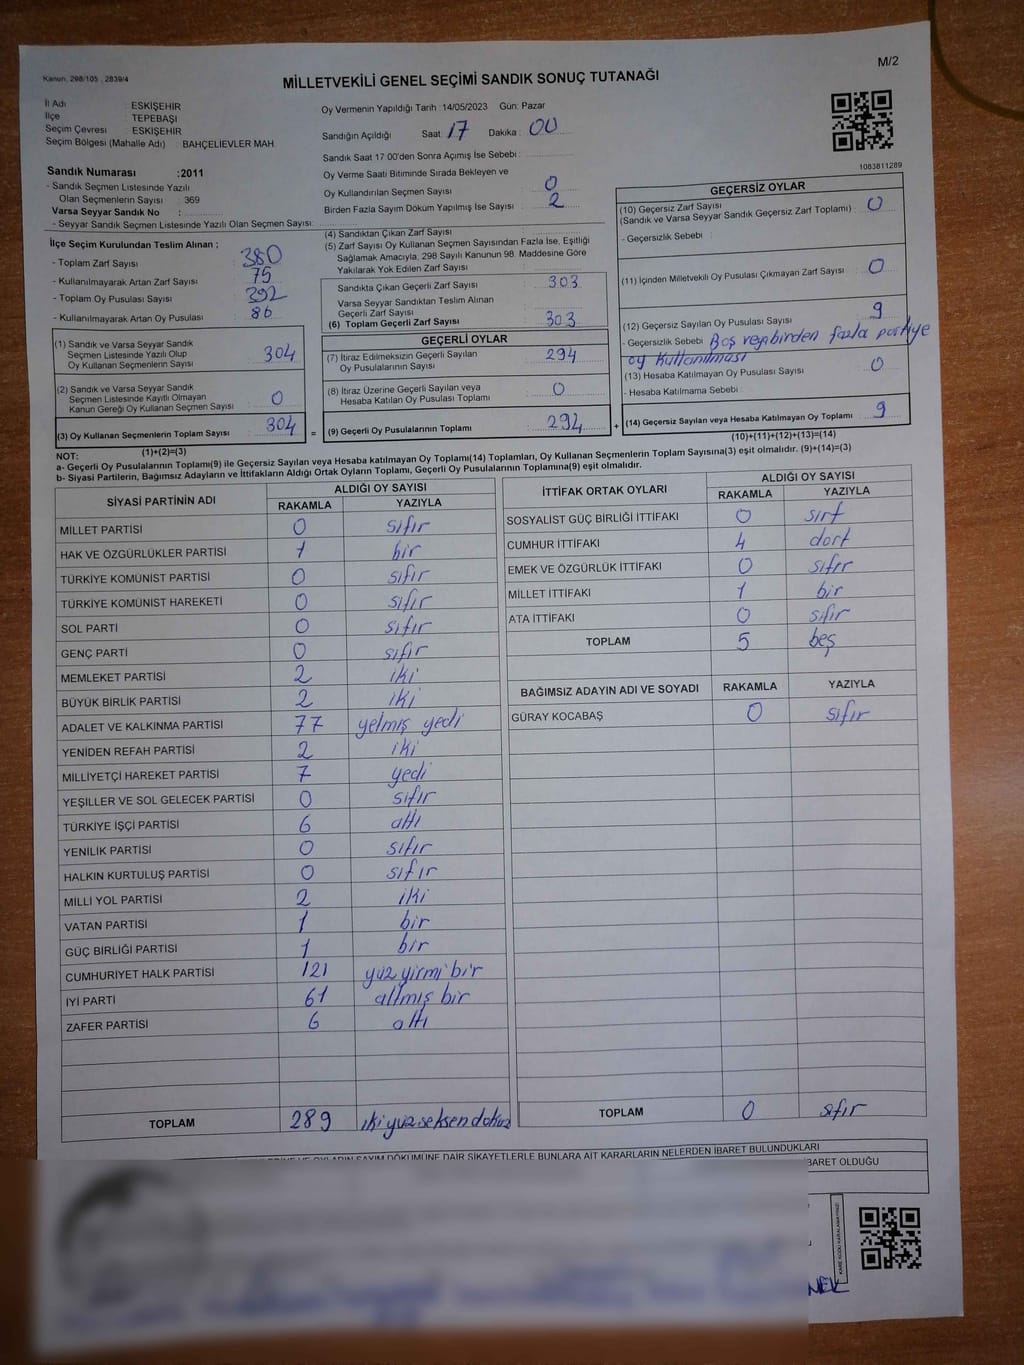 Kanun. 298/105 , 2839/4
M/2
MİLLETVEKİLİ GENEL SEÇİMİ SANDIK SONUÇ TUTANAĞI
İl Adı : ESKİŞEHİR
İlçe : TEPEBAŞI
Seçim Çevresi : ESKİŞEHİR
Seçim Bölgesi (Mahalle Adı) : BAHÇELİEVLER MAH.
Oy Vermenin Yapıldığı Tarih :14/05/2023 Gün: Pazar
Sandığın Açıldığı Saat : 17 Dakika : 00
Sandık Saat 17:00'den Sonra Açımış İse Sebebi :
Oy Verme Saati Bitiminde Sırada Bekleyen ve
Oy Kullandırılan Seçmen Sayısı : 0
Birden Fazla Sayım Döküm Yapılmış İse Sayısı : 2
1083811289
Sandık Numarası :2011
- Sandık Seçmen Listesinde Yazılı
Olan Seçmenlerin Sayısı : 369
Varsa Seyyar Sandık No :
- Seyyar Sandık Seçmen Listesinde Yazılı Olan Seçmen Sayısı:
İlçe Seçim Kurulundan Teslim Alınan ;
- Toplam Zarf Sayısı : 380
- Kullanılmayarak Artan Zarf Sayısı : 75
- Toplam Oy Pusulası Sayısı : 392
- Kullanılmayarak Artan Oy Pusulası : 86
(1) Sandık ve Varsa Seyyar Sandık
Seçmen Listesinde Yazılı Olup
Oy Kullanan Seçmenlerin Sayısı : 304
(2) Sandık ve Varsa Seyyar Sandık
Seçmen Listesinde Kayıtlı Olmayan
Kanun Gereği Oy Kullanan Seçmen Sayısı : 0
(3) Oy Kullanan Seçmenlerin Toplam Sayısı : 304
(1)+(2)=(3)
(4) Sandıktan Çıkan Zarf Sayısı :
(5) Zarf Sayısı Oy Kullanan Seçmen Sayısından Fazla İse, Eşitliği
Sağlamak Amacıyla, 298 Sayılı Kanunun 98. Maddesine Göre
Yakılarak Yok Edilen Zarf Sayısı :
Sandıkta Çıkan Geçerli Zarf Sayısı : 303
Varsa Seyyar Sandıktan Teslim Alınan
Geçerli Zarf Sayısı :
(6) Toplam Geçerli Zarf Sayısı : 303
GEÇERLİ OYLAR
(7) İtiraz Edilmeksizin Geçerli Sayılan
Oy Pusulasının Sayısı : 294
(8) İtiraz Üzerine Geçerli Sayılan veya
Hesaba Katılan Oy Pusulası Toplamı : 0
= (9) Geçerli Oy Pusulalarının Toplamı : 294 +
GEÇERSİZ OYLAR
(10) Geçersiz Zarf Sayısı
(Sandık ve Varsa Seyyar Sandık Geçersiz Zarf Toplamı) : 0
- Geçersizlik Sebebi :
(11) İçinden Milletvekili Oy Pusulası Çıkmayan Zarf Sayısı : 0
(12) Geçersiz Sayılan Oy Pusulası Sayısı : 9
- Geçersizlik Sebebi : Boş veya birden fazla partiye
oy kullanılması
(13) Hesaba Katılmayan Oy Pusulası Sayısı : 0
- Hesaba Katılmama Sebebi :
(14) Geçersiz Sayılan veya Hesaba Katılmayan Oy Toplamı : 9
(10)+(11)+(12)+(13)=(14)
NOT:
a- Geçerli Oy Pusulalarının Toplamı(9) ile Geçersiz Sayılan veya Hesaba katılmayan Oy Toplamı(14) Toplamları, Oy Kullanan Seçmenlerin Toplam Sayısına(3) eşit olmalıdır. (9)+(14)=(3)
b- Siyasi Partilerin, Bağımsız Adayların ve İttifakların Aldığı Ortak Oyların Toplamı, Geçerli Oy Pusulalarının Toplamına(9) eşit olmalıdır.
SİYASİ PARTİNİN ADI ALDIĞI OY SAYISI
RAKAMLA YAZIYLA
MİLLET PARTİSİ 0 sıfır
HAK VE ÖZGÜRLÜKLER PARTİSİ 1 bir
TÜRKİYE KOMÜNİST PARTİSİ 0 sıfır
TÜRKİYE KOMÜNİST HAREKETİ 0 sıfır
SOL PARTİ 0 sıfır
GENÇ PARTİ 0 sıfır
MEMLEKET PARTİSİ 2 iki
BÜYÜK BİRLİK PARTİSİ 2 iki
ADALET VE KALKINMA PARTİSİ 77 yetmiş yedi
YENİDEN REFAH PARTİSİ 2 iki
MİLLİYETÇİ HAREKET PARTİSİ 7 yedi
YEŞİLLER VE SOL GELECEK PARTİSİ 0 sıfır
TÜRKİYE İŞÇİ PARTİSİ 6 altı
YENİLİK PARTİSİ 0 sıfır
HALKIN KURTULUŞ PARTİSİ 0 sıfır
MİLLİ YOL PARTİSİ 2 iki
VATAN PARTİSİ 1 bir
GÜÇ BİRLİĞİ PARTİSİ 1 bir
CUMHURİYET HALK PARTİSİ 121 yüz yirmi bir
İYİ PARTİ 61 altmış bir
ZAFER PARTİSİ 6 altı
TOPLAM 289 iki yüz seksen dokuz
İTTİFAK ORTAK OYLARI ALDIĞI OY SAYISI
RAKAMLA YAZIYLA
SOSYALİST GÜÇ BİRLİĞİ İTTİFAKI 0 sırf
CUMHUR İTTİFAKI 4 dört
EMEK VE ÖZGÜRLÜK İTTİFAKI 0 sıfır
MİLLET İTTİFAKI 1 bir
ATA İTTİFAKI 0 sıfır
TOPLAM 5 beş
BAĞIMSIZ ADAYIN ADI VE SOYADI RAKAMLA YAZIYLA
GÜRAY KOCABAŞ 0 sıfır
TOPLAM 0 sıfır
OYLARIN SAYIM DÖKÜMÜNE DAİR ŞİKAYETLERLE BUNLARA AİT KARARLARIN NELERDEN İBARET BULUNDUKLARI
İBARET OLDUĞU
NEK